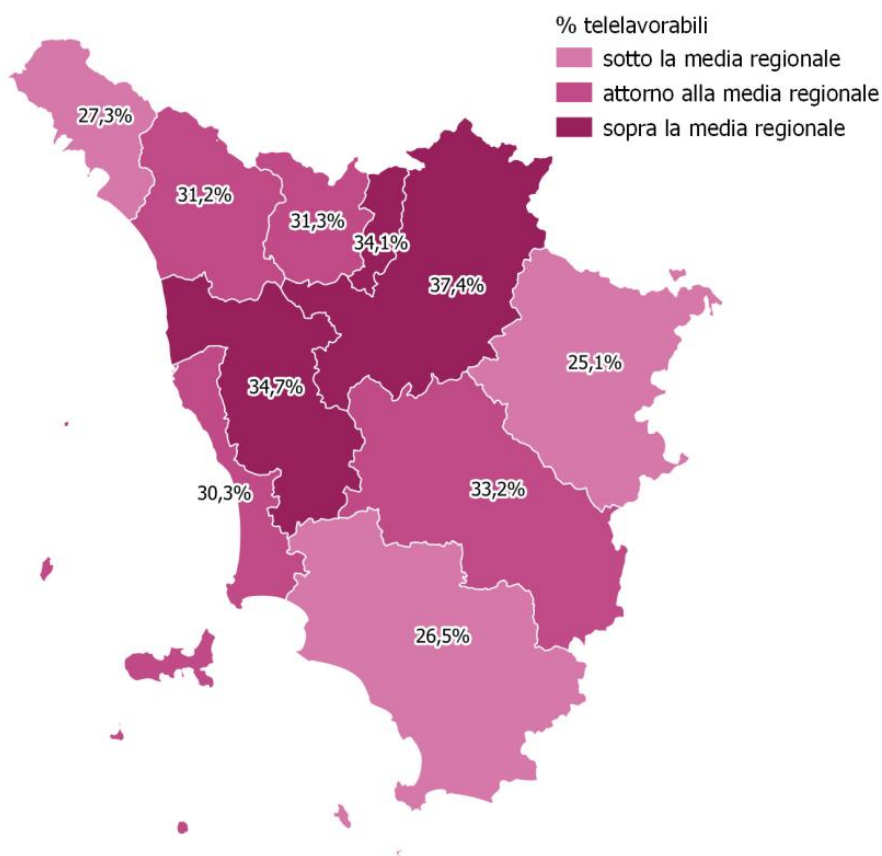 % telelavorabili
sotto la media regionale
attorno alla media regionale
sopra la media regionale
27,3%
31,2%
31,3%
34,1%
37,4%
25,1%
34,7%
30,3%
33,2%
26,5%